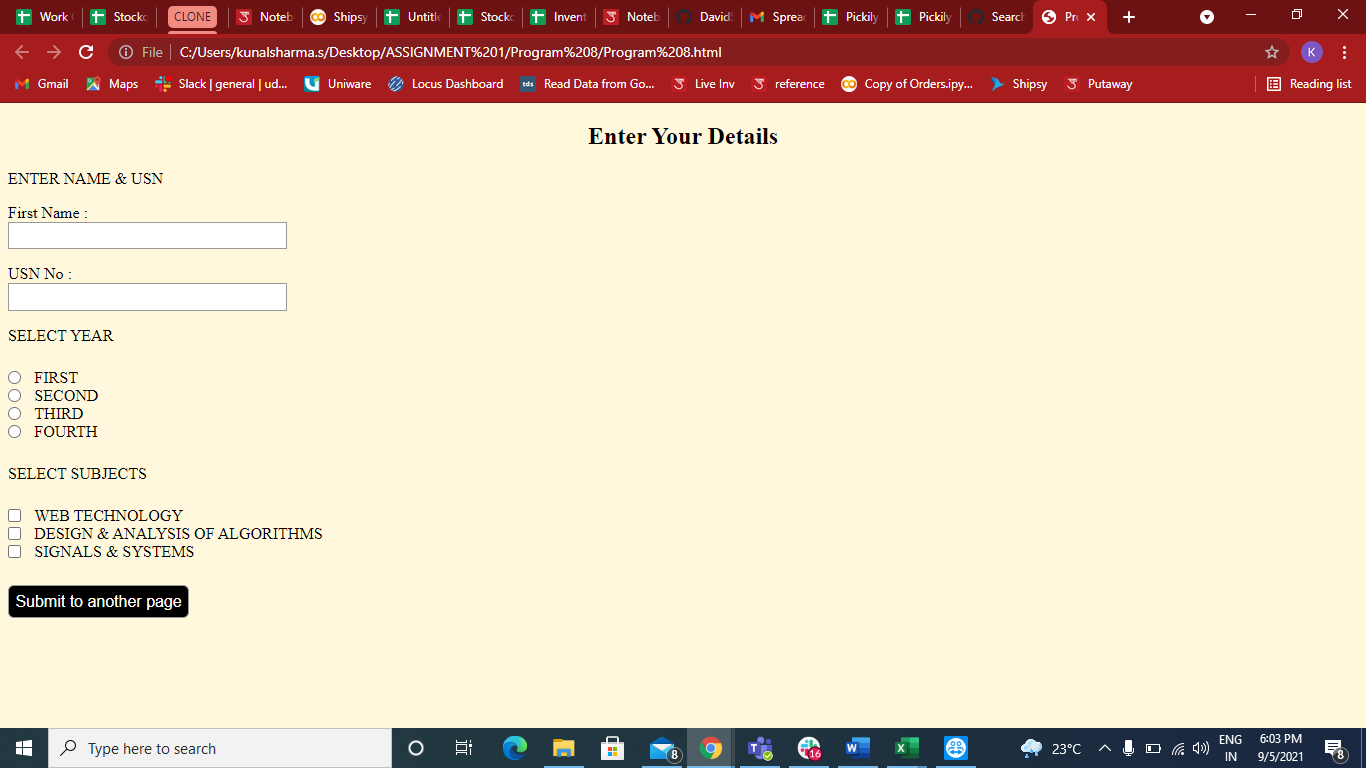 Work
Stockc
CLONE
Noteb
Shipsy
Untitle
Stockc
Invent
Noteb
DavidS
Sprea
Pickily
Pickily
Search
Pr
File
C:/Users/kunalsharma.s/Desktop/ASSIGNMENT%201/Program%208/Program%208.html
K
Gmail
Maps
Slack | general | ud...
Uniware
Locus Dashboard
tds
Read Data from Go...
Live Inv
reference
Copy of Orders.ipy...
Shipsy
Putaway
Reading list
Enter Your Details
ENTER NAME & USN
First Name :
USN No :
SELECT YEAR
FIRST
SECOND
THIRD
FOURTH
SELECT SUBJECTS
WEB TECHNOLOGY
DESIGN & ANALYSIS OF ALGORITHMS
SIGNALS & SYSTEMS
Submit to another page
Type here to search
8
16
23°C
ENG
IN
6:03 PM
9/5/2021
8